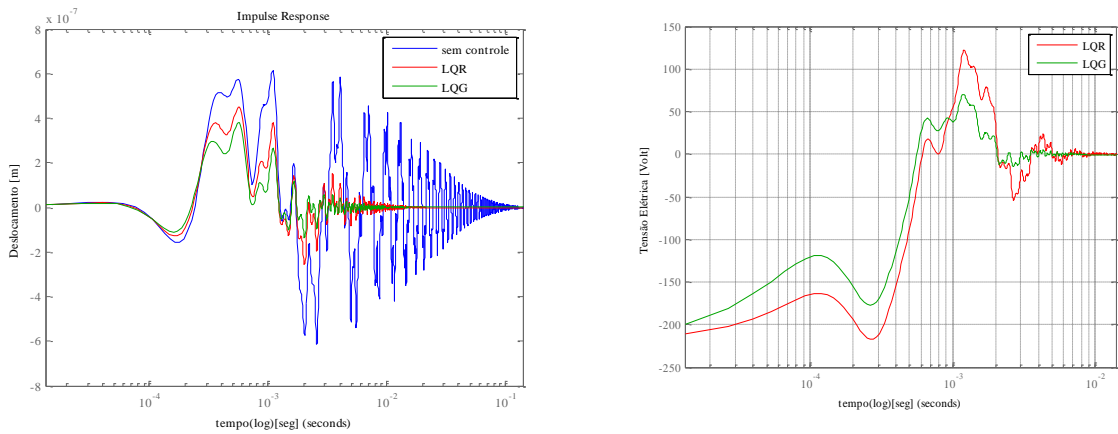 Impulse Response
x 10-7
8
6
4
2
0
-2
-4
-6
-8
Deslocamento [m]
sem controle
LQR
LQG
10-4
10-3
10-2
10-1
tempo(log)[seg] (seconds)
150
100
50
0
-50
-100
-150
-200
-250
Tensão Elétrica [Volt]
LQR
LQG
10-4
10-3
10-2
tempo(log)[seg] (seconds)